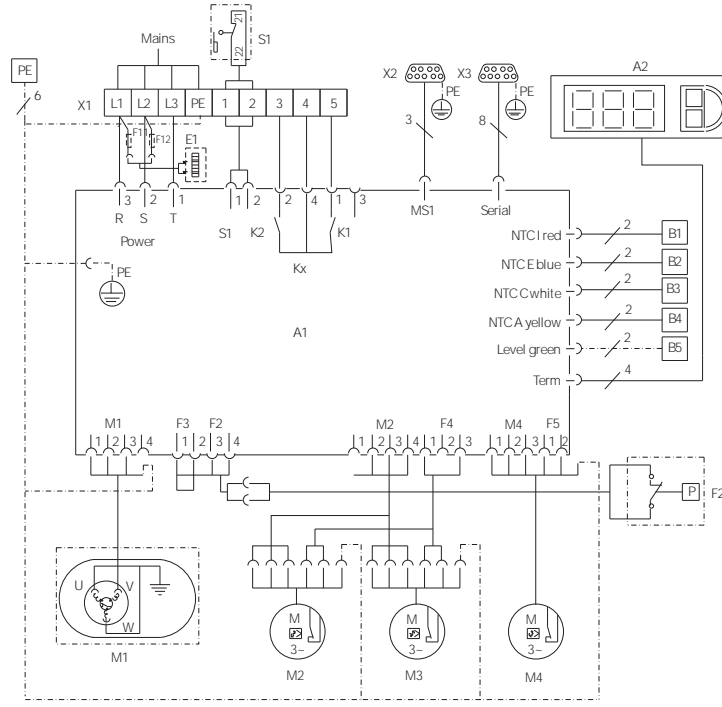 Mains
21
22
S1
X2
X3
A2
PE
6
3
PE
8
PE
X1
L1
L2
L3
PE
1
2
3
4
5
F11
F12
E1
3
2
1
1
2
2
4
1
3
R
S
T
S1
K2
K1
MS1
Serial
Power
Kx
NTC I red
2
B1
NTC E blue
2
B2
NTC C white
2
B3
NTC A yellow
2
B4
Level green
2
B5
Term
4
PE
A1
M1
F3
F2
M2
F4
M4
F5
1
2
3
4
1
2
3
4
1
2
3
4
1
2
3
1
2
3
1
2
P
F2
U
V
W
M
3~
M
3~
M
3~
M1
M2
M3
M4